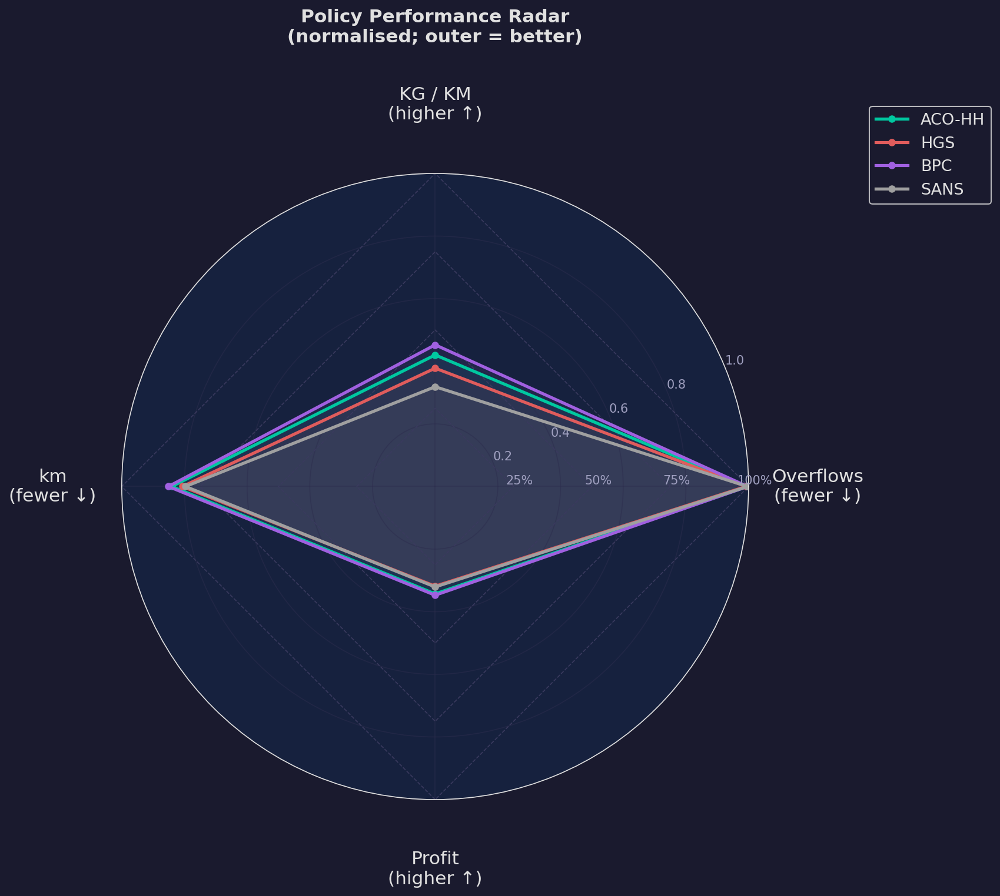 Policy Performance Radar
(normalised; outer = better)
KG / KM
(higher ↑)
ACO-HH
HGS
BPC
SANS
1.0
0.8
0.6
0.4
0.2
25%
50%
75%
100%
Overflows
(fewer ↓)
km
(fewer ↓)
Profit
(higher ↑)